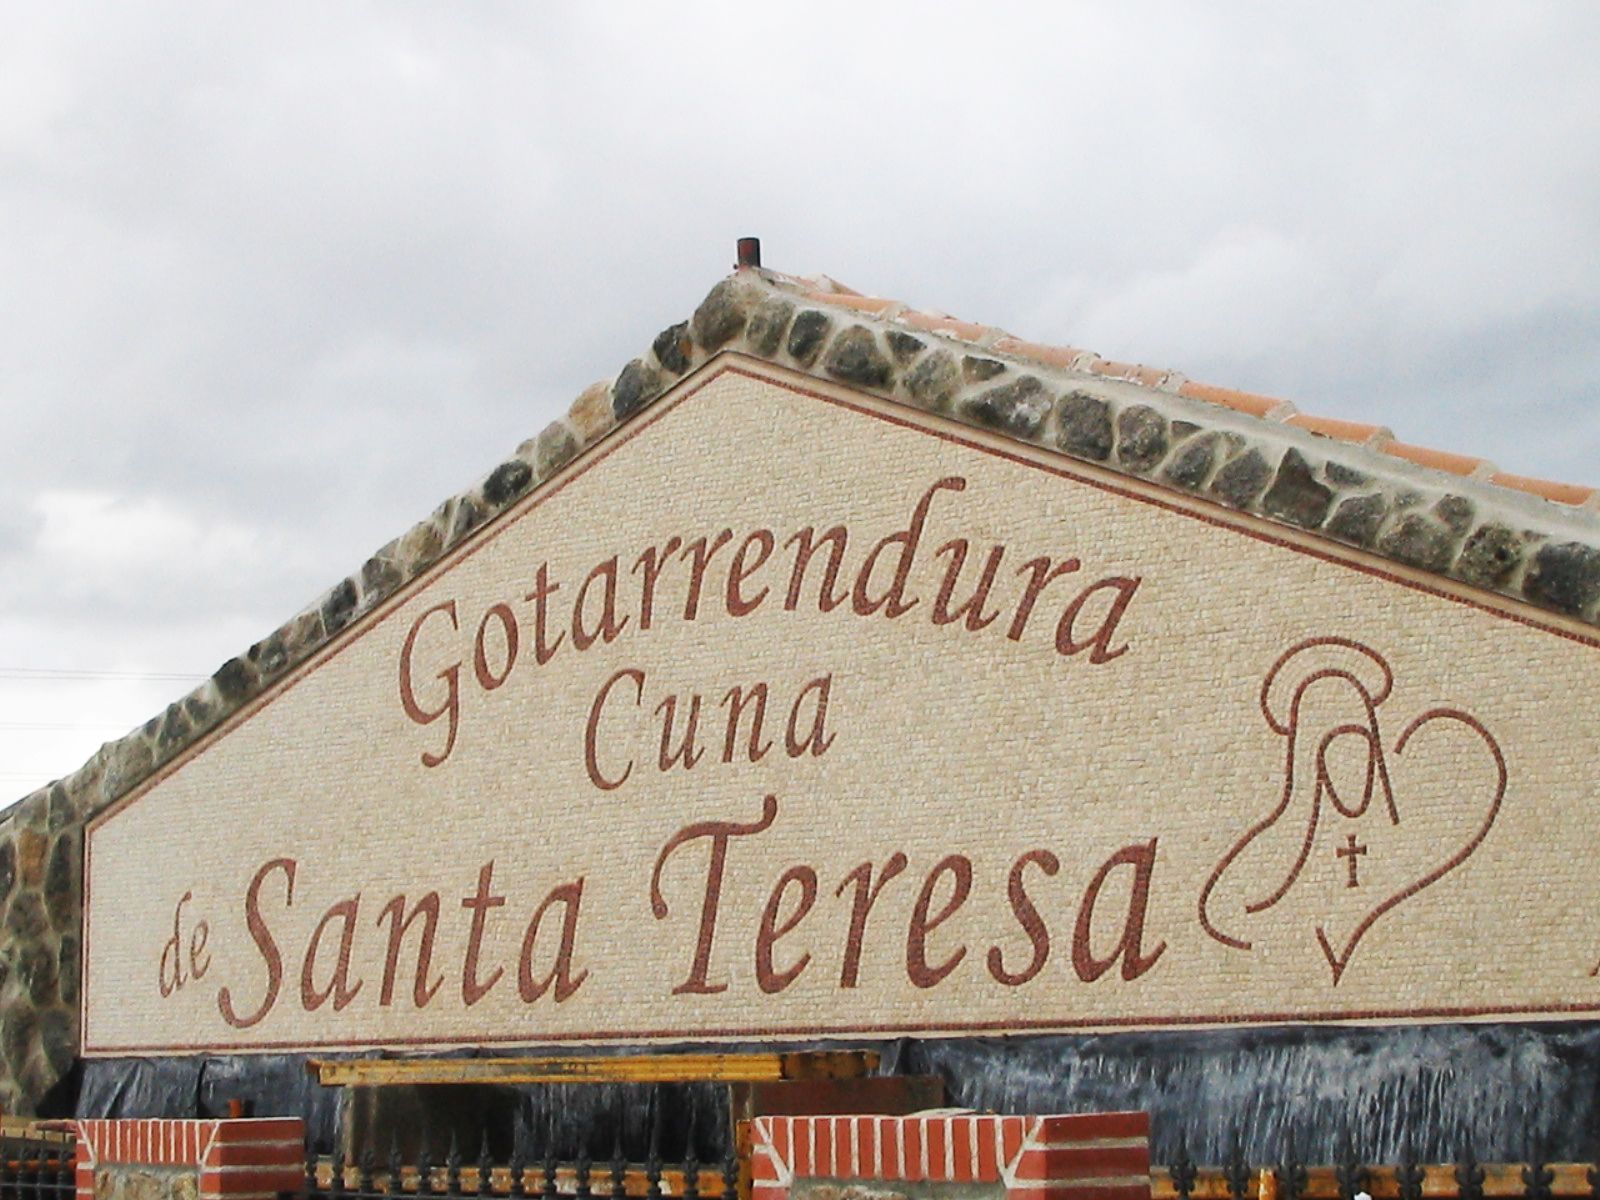 Gotarrendura
Cuna
de Santa Teresa